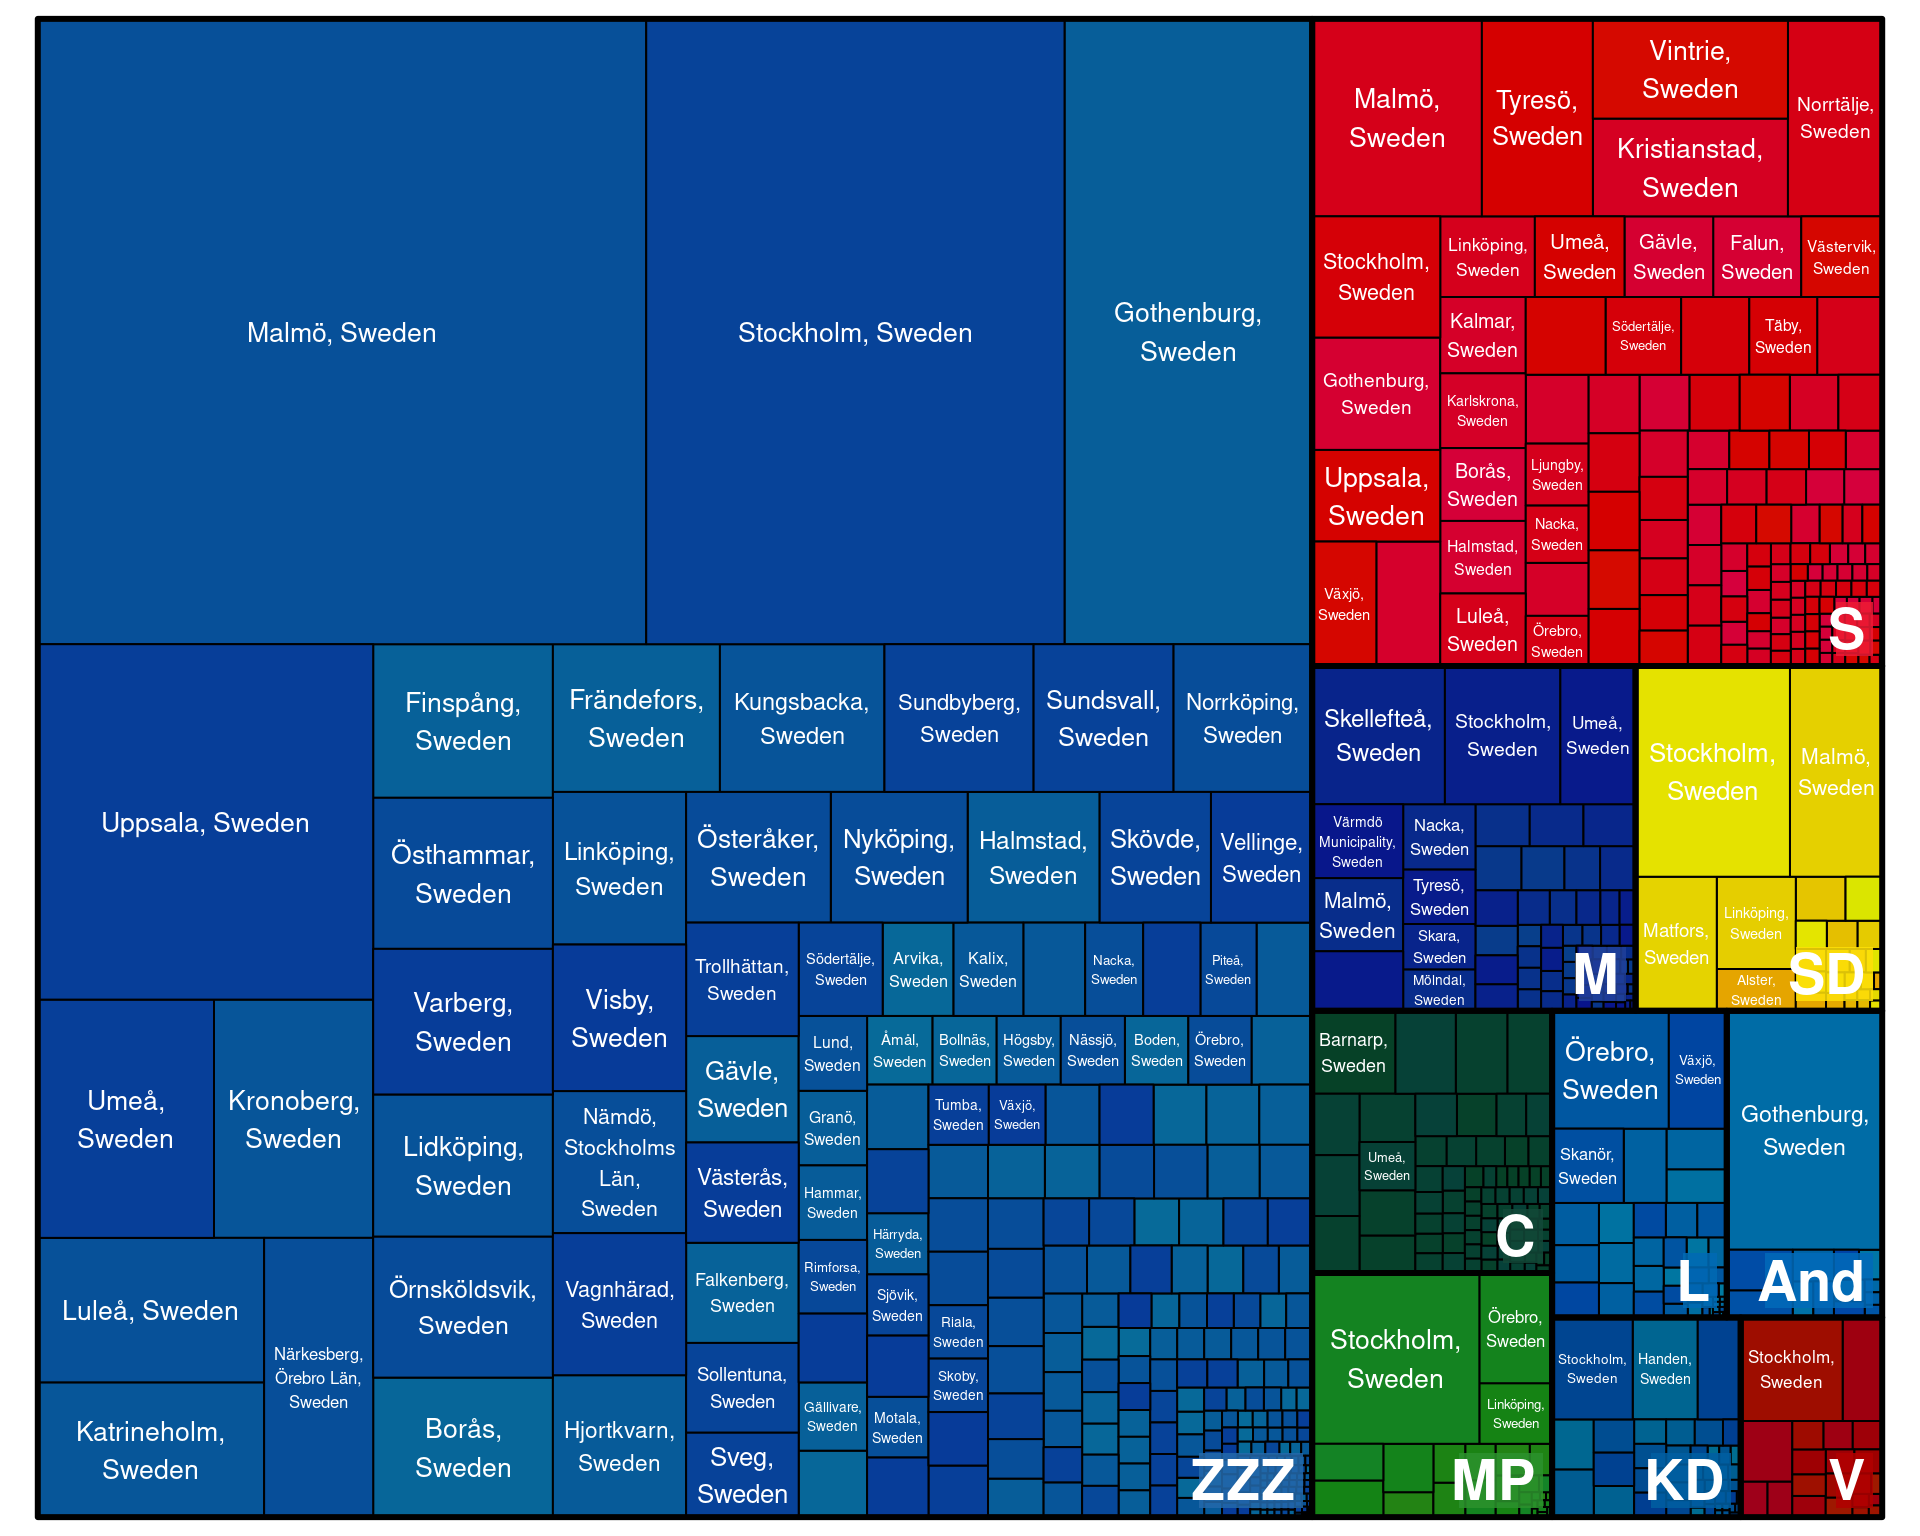 Malmö, Sweden
Stockholm, Sweden
Gothenburg,
Sweden
Uppsala, Sweden
Finspång,
Sweden
Frändefors,
Sweden
Kungsbacka,
Sweden
Sundbyberg,
Sweden
Sundsvall,
Sweden
Norrköping,
Sweden
Östhammar,
Sweden
Linköping,
Sweden
Österåker,
Sweden
Nyköping,
Sweden
Halmstad,
Sweden
Skövde,
Sweden
Vellinge,
Sweden
Varberg,
Sweden
Visby,
Sweden
Trollhättan,
Sweden
Södertälje,
Sweden
Arvika,
Sweden
Kalix,
Sweden
Nacka,
Sweden
Piteå,
Sweden
Umeå,
Sweden
Kronoberg,
Sweden
Lidköping,
Sweden
Nämdö,
Stockholms
Län,
Sweden
Gävle,
Sweden
Lund,
Sweden
Åmål,
Sweden
Bollnäs,
Sweden
Högsby,
Sweden
Nässjö,
Sweden
Boden,
Sweden
Örebro,
Sweden
Granö,
Sweden
Tumba,
Sweden
Växjö,
Sweden
Västerås,
Sweden
Hammar,
Sweden
Härryda,
Sweden
Luleå, Sweden
Närkesberg,
Örebro Län,
Sweden
Örnsköldsvik,
Sweden
Vagnhärad,
Sweden
Falkenberg,
Sweden
Rimforsa,
Sweden
Sjövik,
Sweden
Riala,
Sweden
Sollentuna,
Sweden
Skoby,
Sweden
Katrineholm,
Sweden
Borås,
Sweden
Hjortkvarn,
Sweden
Gällivare,
Sweden
Motala,
Sweden
Sveg,
Sweden
ZZZ
Malmö,
Sweden
Tyresö,
Sweden
Vintrie,
Sweden
Kristianstad,
Sweden
Norrtälje,
Sweden
Stockholm,
Sweden
Linköping,
Sweden
Umeå,
Sweden
Gävle,
Sweden
Falun,
Sweden
Västervik,
Sweden
Kalmar,
Sweden
Södertälje,
Sweden
Täby,
Sweden
Gothenburg,
Sweden
Karlskrona,
Sweden
Uppsala,
Sweden
Borås,
Sweden
Ljungby,
Sweden
Nacka,
Sweden
Halmstad,
Sweden
Växjö,
Sweden
Luleå,
Sweden
Örebro,
Sweden
S
Skellefteå,
Sweden
Stockholm,
Sweden
Umeå,
Sweden
Värmdö
Municipality,
Sweden
Nacka,
Sweden
Malmö,
Sweden
Tyresö,
Sweden
Skara,
Sweden
Mölndal,
Sweden
M
Stockholm,
Sweden
Malmö,
Sweden
Matfors,
Sweden
Linköping,
Sweden
Alster,
Sweden
SD
Barnarp,
Sweden
Umeå,
Sweden
C
Örebro,
Sweden
Växjö,
Sweden
Skanör,
Sweden
L
Gothenburg,
Sweden
And
Stockholm,
Sweden
Örebro,
Sweden
Linköping,
Sweden
MP
Stockholm,
Sweden
Handen,
Sweden
KD
Stockholm,
Sweden
V